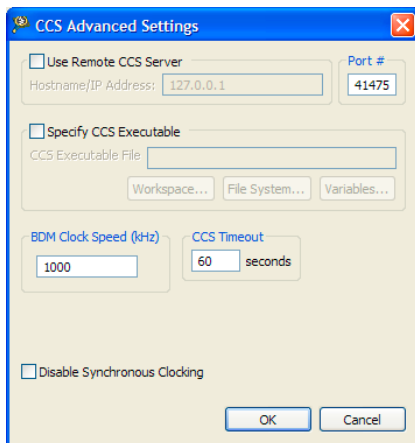 CCS Advanced Settings
Use Remote CCS Server
Port #
Hostname/IP Address: 127.0.0.1
41475
Specify CCS Executable
CCS Executable File
Workspace... File System... Variables...
BDM Clock Speed (kHz)
CCS Timeout
1000
60 seconds
Disable Synchronous Clocking
OK Cancel